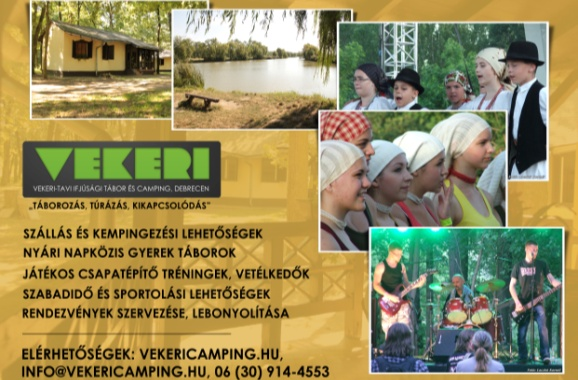 VEKERI
VEKERI-TAVI IFJÚSÁGI TÁBOR ÉS CAMPING, DEBRECEN
„TÁBOROZÁS, TÚRÁZÁS, KIKAPCSOLÓDÁS”
SZÁLLÁS ÉS KEMPINGEZÉSI LEHETŐSÉGEK
NYÁRI NAPKÖZIS GYEREK TÁBOROK
JÁTÉKOS CSAPATÉPÍTŐ TRÉNINGEK, VETÉLKEDŐK
SZABADIDŐ ÉS SPORTOLÁSI LEHETŐSÉGEK
RENDEZVÉNYEK SZERVEZÉSE, LEBONYOLÍTÁSA
ELÉRHETŐSÉGEK: VEKERICAMPING.HU,
INFO@VEKERICAMPING.HU, 06 (30) 914-4553